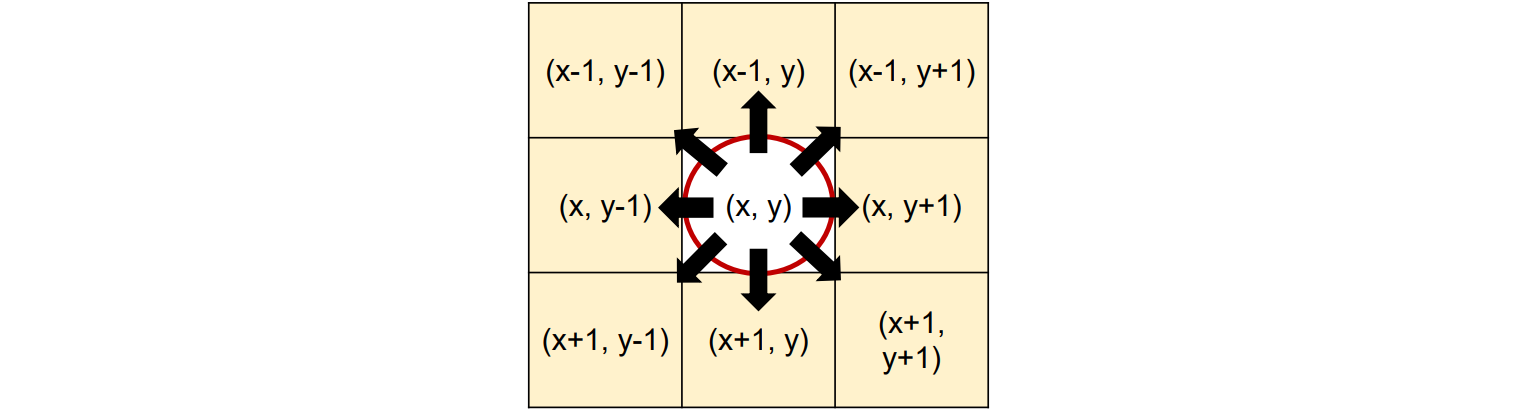 (x-1, y-1) (x-1, y) (x-1, y+1)
(x, y-1) (x, y) (x, y+1)
(x+1, y-1) (x+1, y) (x+1,
y+1)